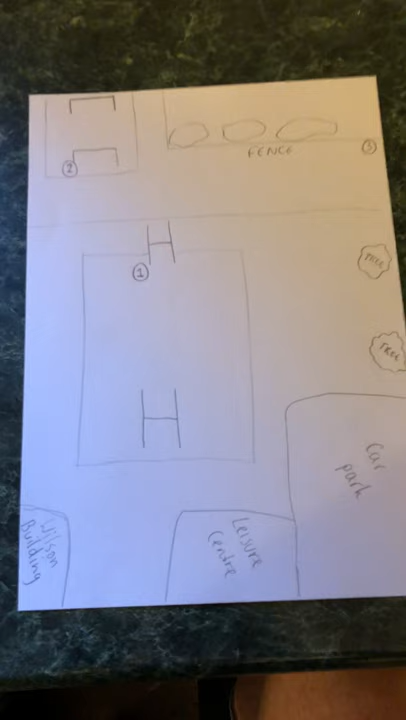 ②
FENCE
③
①
TREE
TREE
Car
park
Wilson
Building
Leisure
Centre